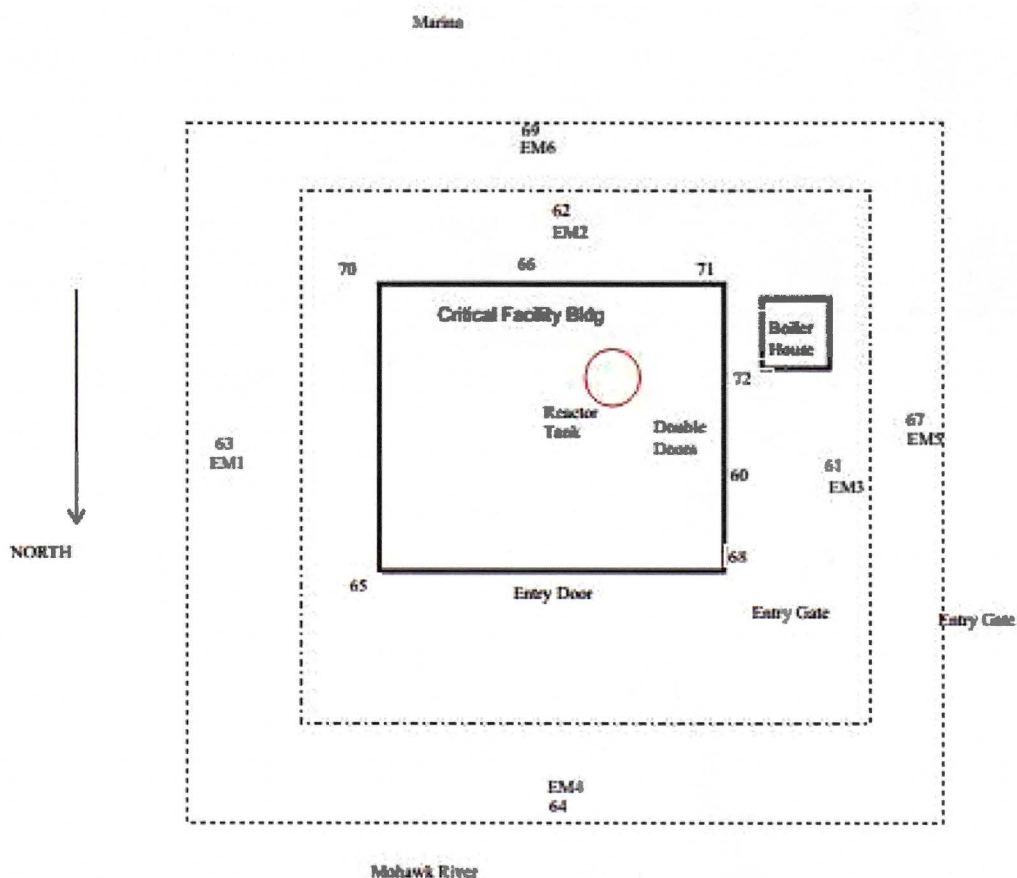 Marina
69
EM6
62
EM2
70
66
71
Critical Facility Bldg
Boiler
House
72
Reactor
Tank
Double
Doors
67
EM5
63
EM1
60
61
EM3
NORTH
68
65
Entry Door
Entry Gate
Entry Gate
EM4
64
Mohawk River